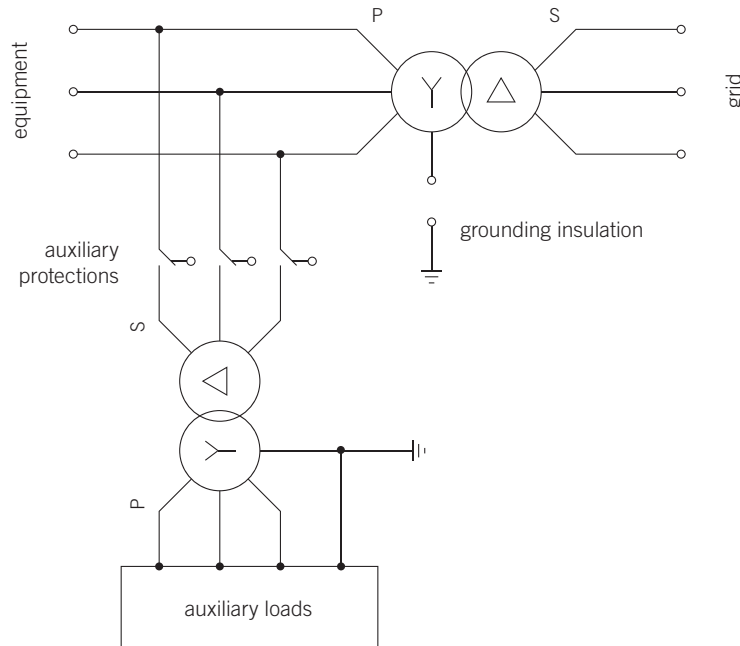 P
S
equipment
grid
grounding insulation
auxiliary
protections
S
P
auxiliary loads